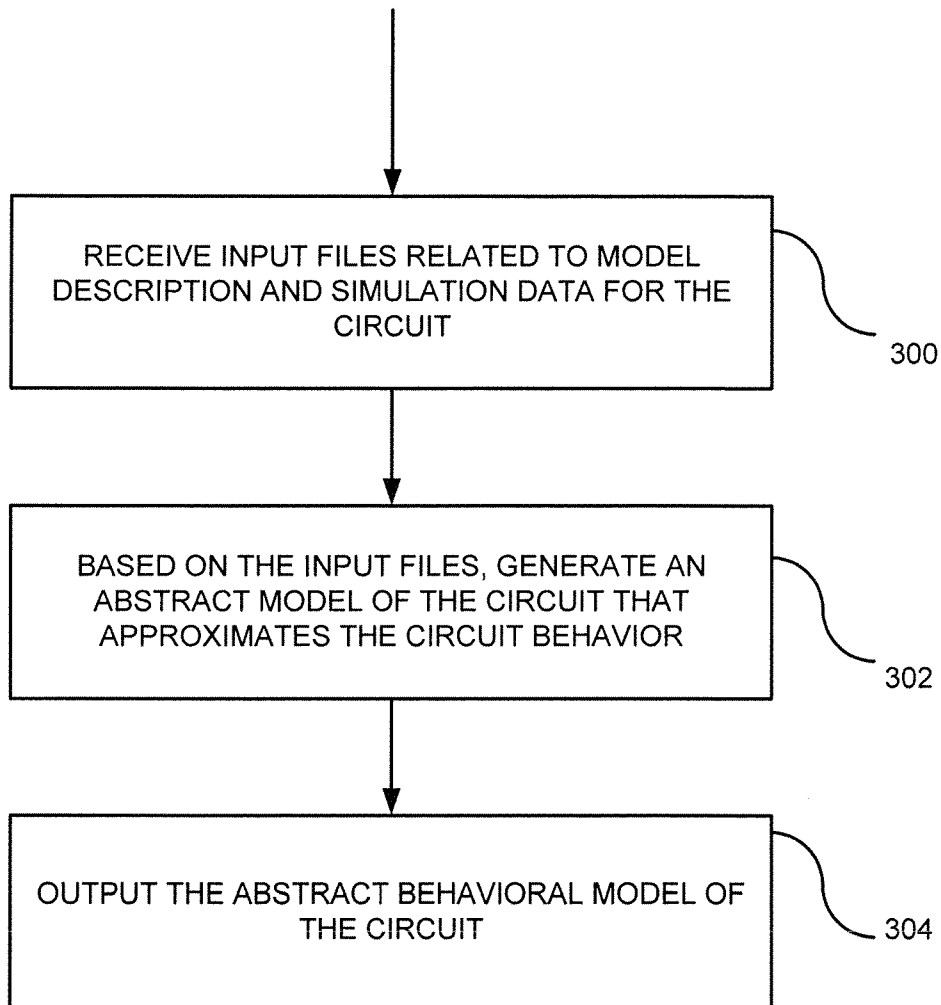 RECEIVE INPUT FILES RELATED TO MODEL
DESCRIPTION AND SIMULATION DATA FOR THE
CIRCUIT
300
BASED ON THE INPUT FILES, GENERATE AN
ABSTRACT MODEL OF THE CIRCUIT THAT
APPROXIMATES THE CIRCUIT BEHAVIOR
302
OUTPUT THE ABSTRACT BEHAVIORAL MODEL OF
THE CIRCUIT
304